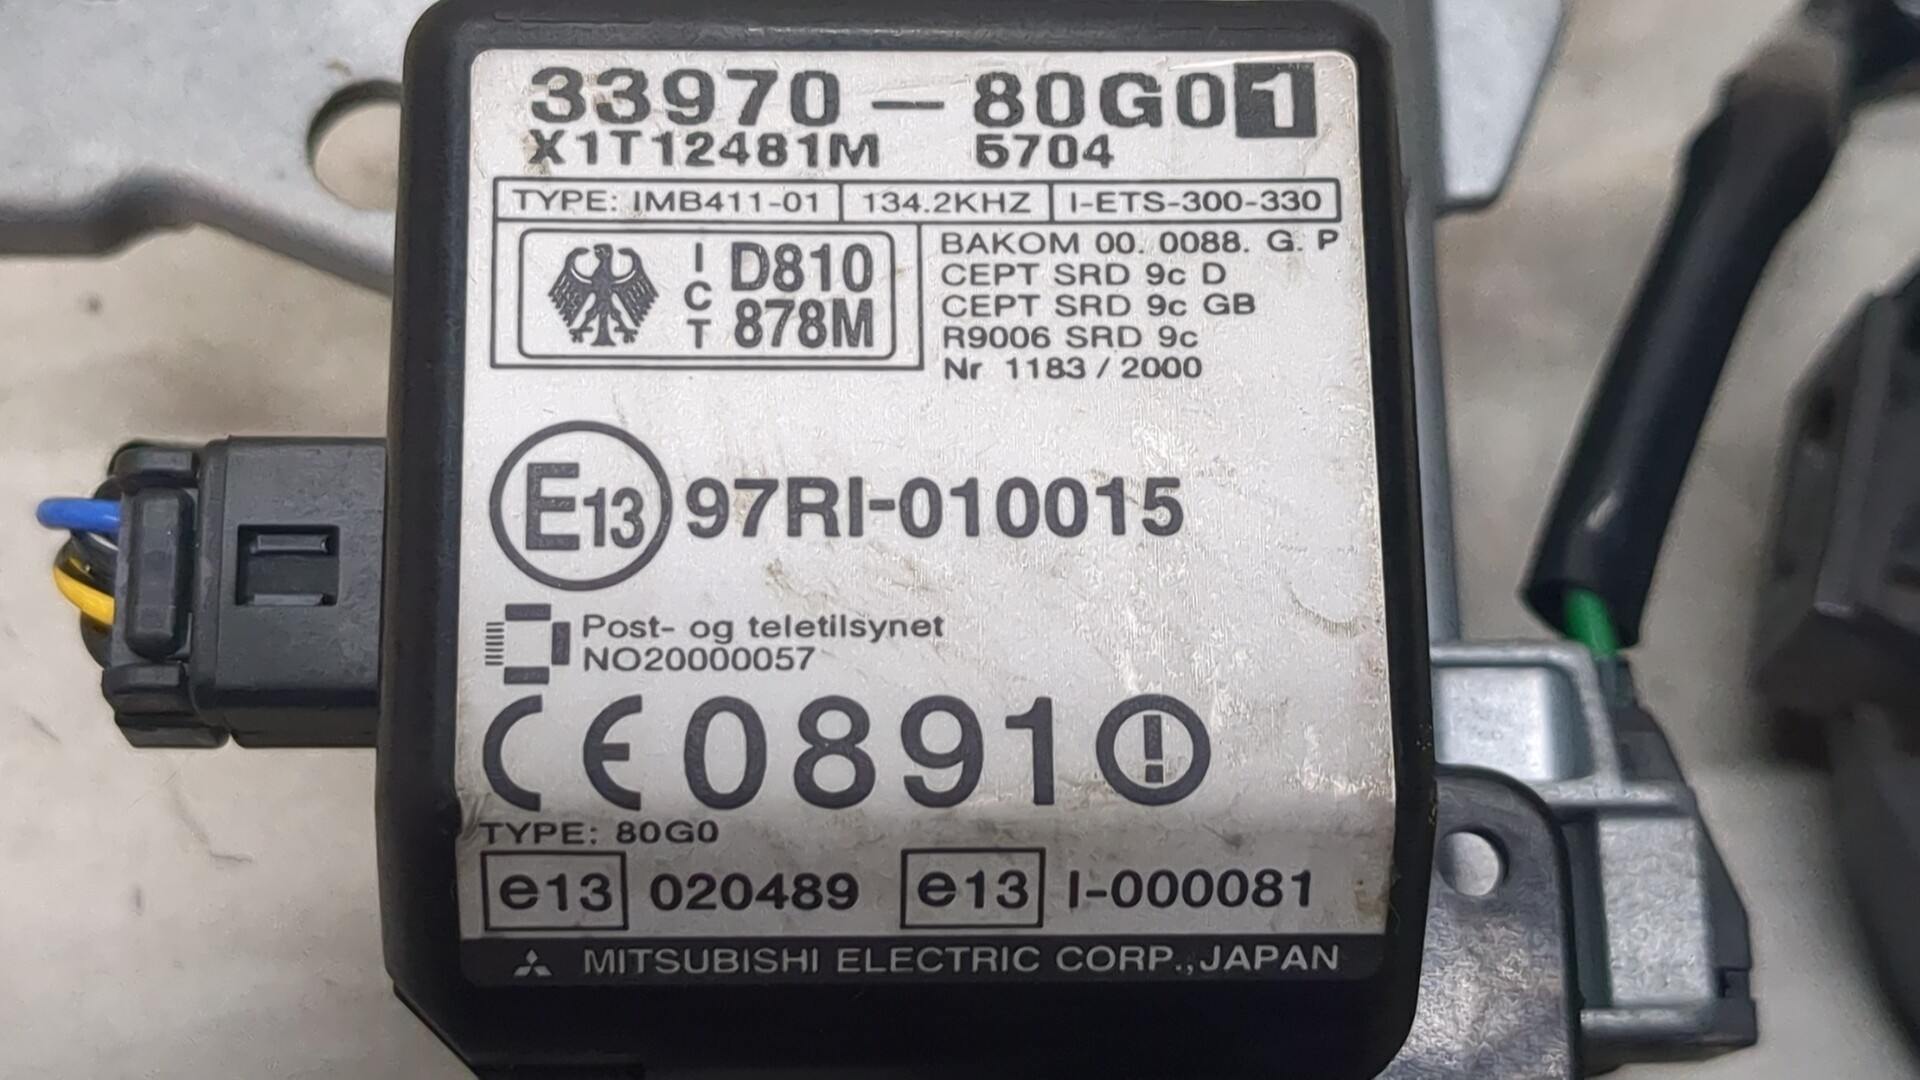 33970-80G01
X1T12481M 5704
TYPE: IMB411-01 134.2KHZ I-ETS-300-330
ICT D810 878M
BAKOM 00. 0088. G. P
CEPT SRD 9c D
CEPT SRD 9c GB
R9006 SRD 9c
Nr 1183 / 2000
E13 97RI-010015
Post- og teletilsynet
NO20000057
CE0891!
TYPE: 80G0
e13 020489 e13 I-000081
MITSUBISHI ELECTRIC CORP., JAPAN